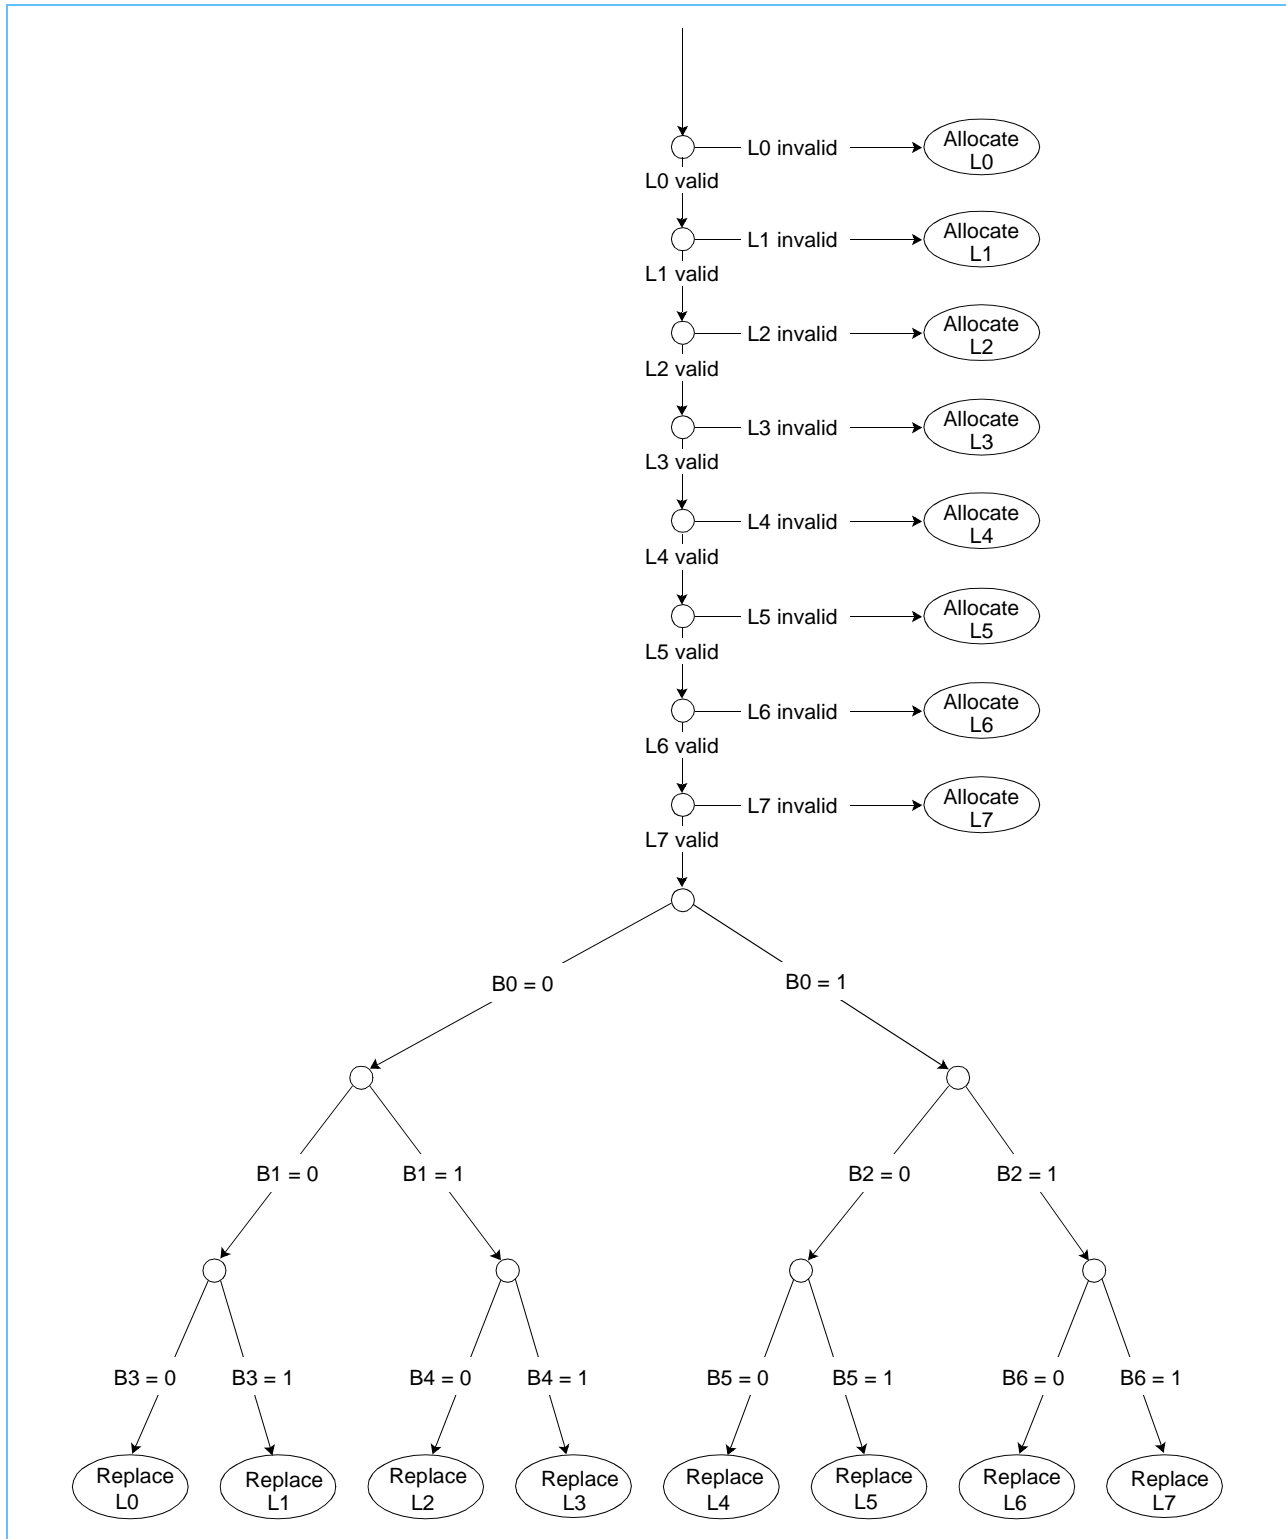 Allocate
L0 invalid
L0
L0 valid
Allocate
L1 invalid
L1
L1 valid
Allocate
L2 invalid
L2
L2 valid
Allocate
L3 invalid
L3
L3 valid
Allocate
L4 invalid
L4
L4 valid
Allocate
L5 invalid
L5
L5 valid
Allocate
L6 invalid
L6
L6 valid
Allocate
L7 invalid
L7
L7 valid
B0 = 0
B0 = 1
B1 = 0
B1 = 1
B2 = 0
B2 = 1
B3 = 0
B3 = 1
B4 = 0
B4 = 1
B5 = 0
B5 = 1
B6 = 0
B6 = 1
Replace
L0
Replace
L1
Replace
L2
Replace
L3
Replace
L4
Replace
L5
Replace
L6
Replace
L7